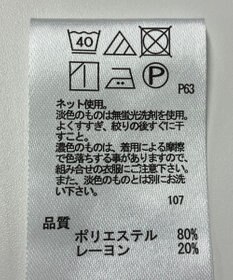 40
P
P63
ネット使用。
淡色のものは無蛍光洗剤を使用。
よくすすぎ、絞りの後すぐに干
すこと。
濃色のものは、着用による摩擦
で色落ちする事がありますので、
組み合せの衣服にご注意下さい。
また、淡色のものとは別にお洗
い下さい。
107
品質
ポリエステル 80%
レーヨン 20%